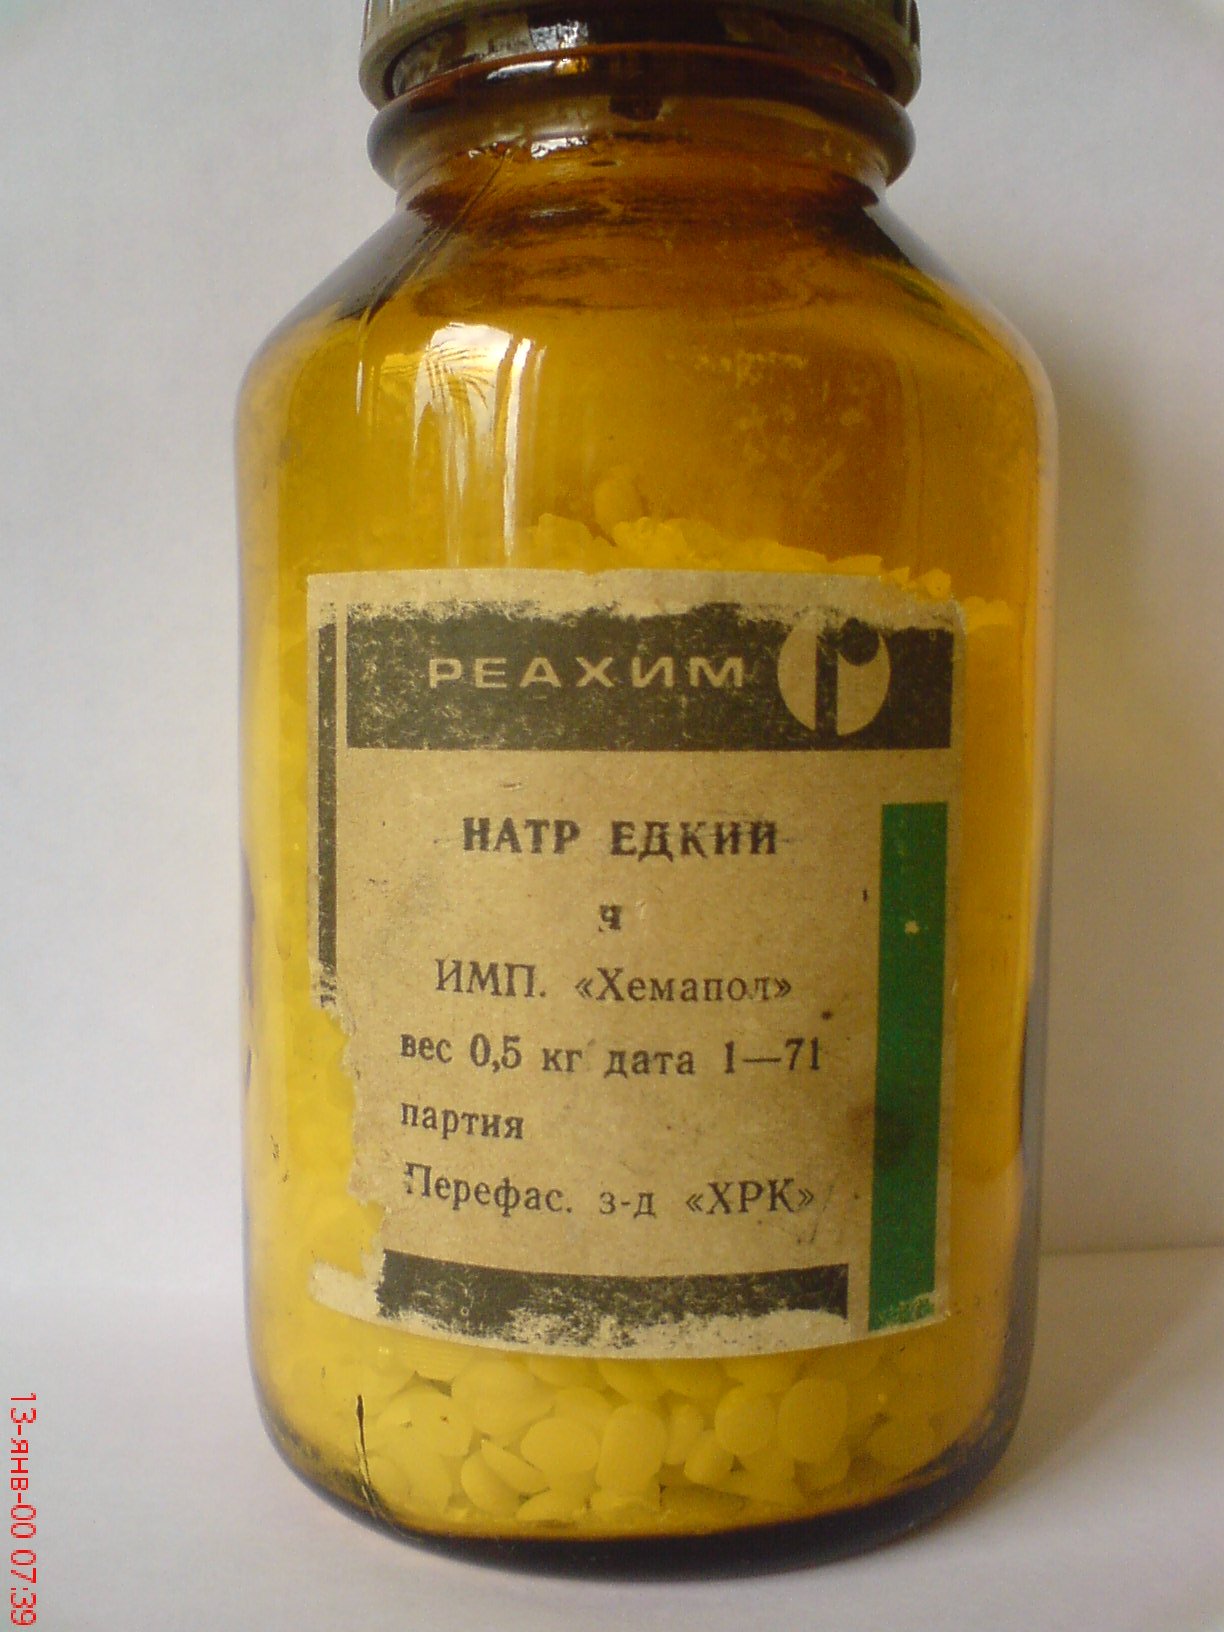 РЕАХИМ
НАТР ЕДКИЙ
ч
ИМП. «Хемапол»
вес 0,5 кг дата 1—71
партия
Перефас. з-д «ХРК»
13-янв-00 07:39